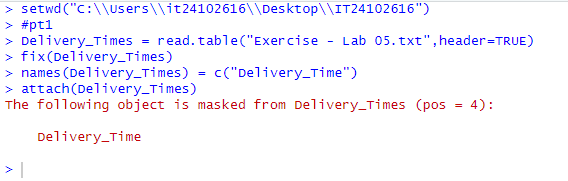 > setwd("C:\\Users\\it24102616\\Desktop\\IT24102616")
> #pt1
> Delivery_Times = read.table("Exercise - Lab 05.txt",header=TRUE)
> fix(Delivery_Times)
> names(Delivery_Times) = c("Delivery_Time")
> attach(Delivery_Times)
The following object is masked from Delivery_Times (pos = 4):
Delivery_Time
>